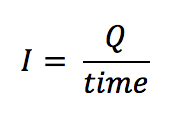 I = Q / time